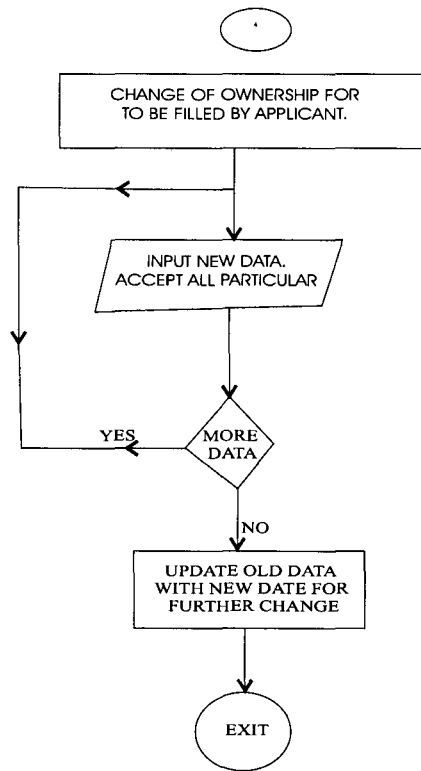 CHANGE OF OWNERSHIP FOR
TO BE FILLED BY APPLICANT.
INPUT NEW DATA.
ACCEPT ALL PARTICULAR
MORE
DATA
YES
NO
UPDATE OLD DATA
WITH NEW DATE FOR
FURTHER CHANGE
EXIT